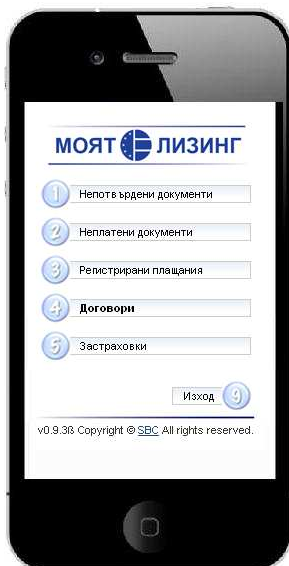 МОЯТ ЛИЗИНГ
1 Непотвърдени документи
2 Неплатени документи
3 Регистрирани плащания
4 Договори
5 Застраховки
Изход 9
v0.9.3ß Copyright © SBC All rights reserved.